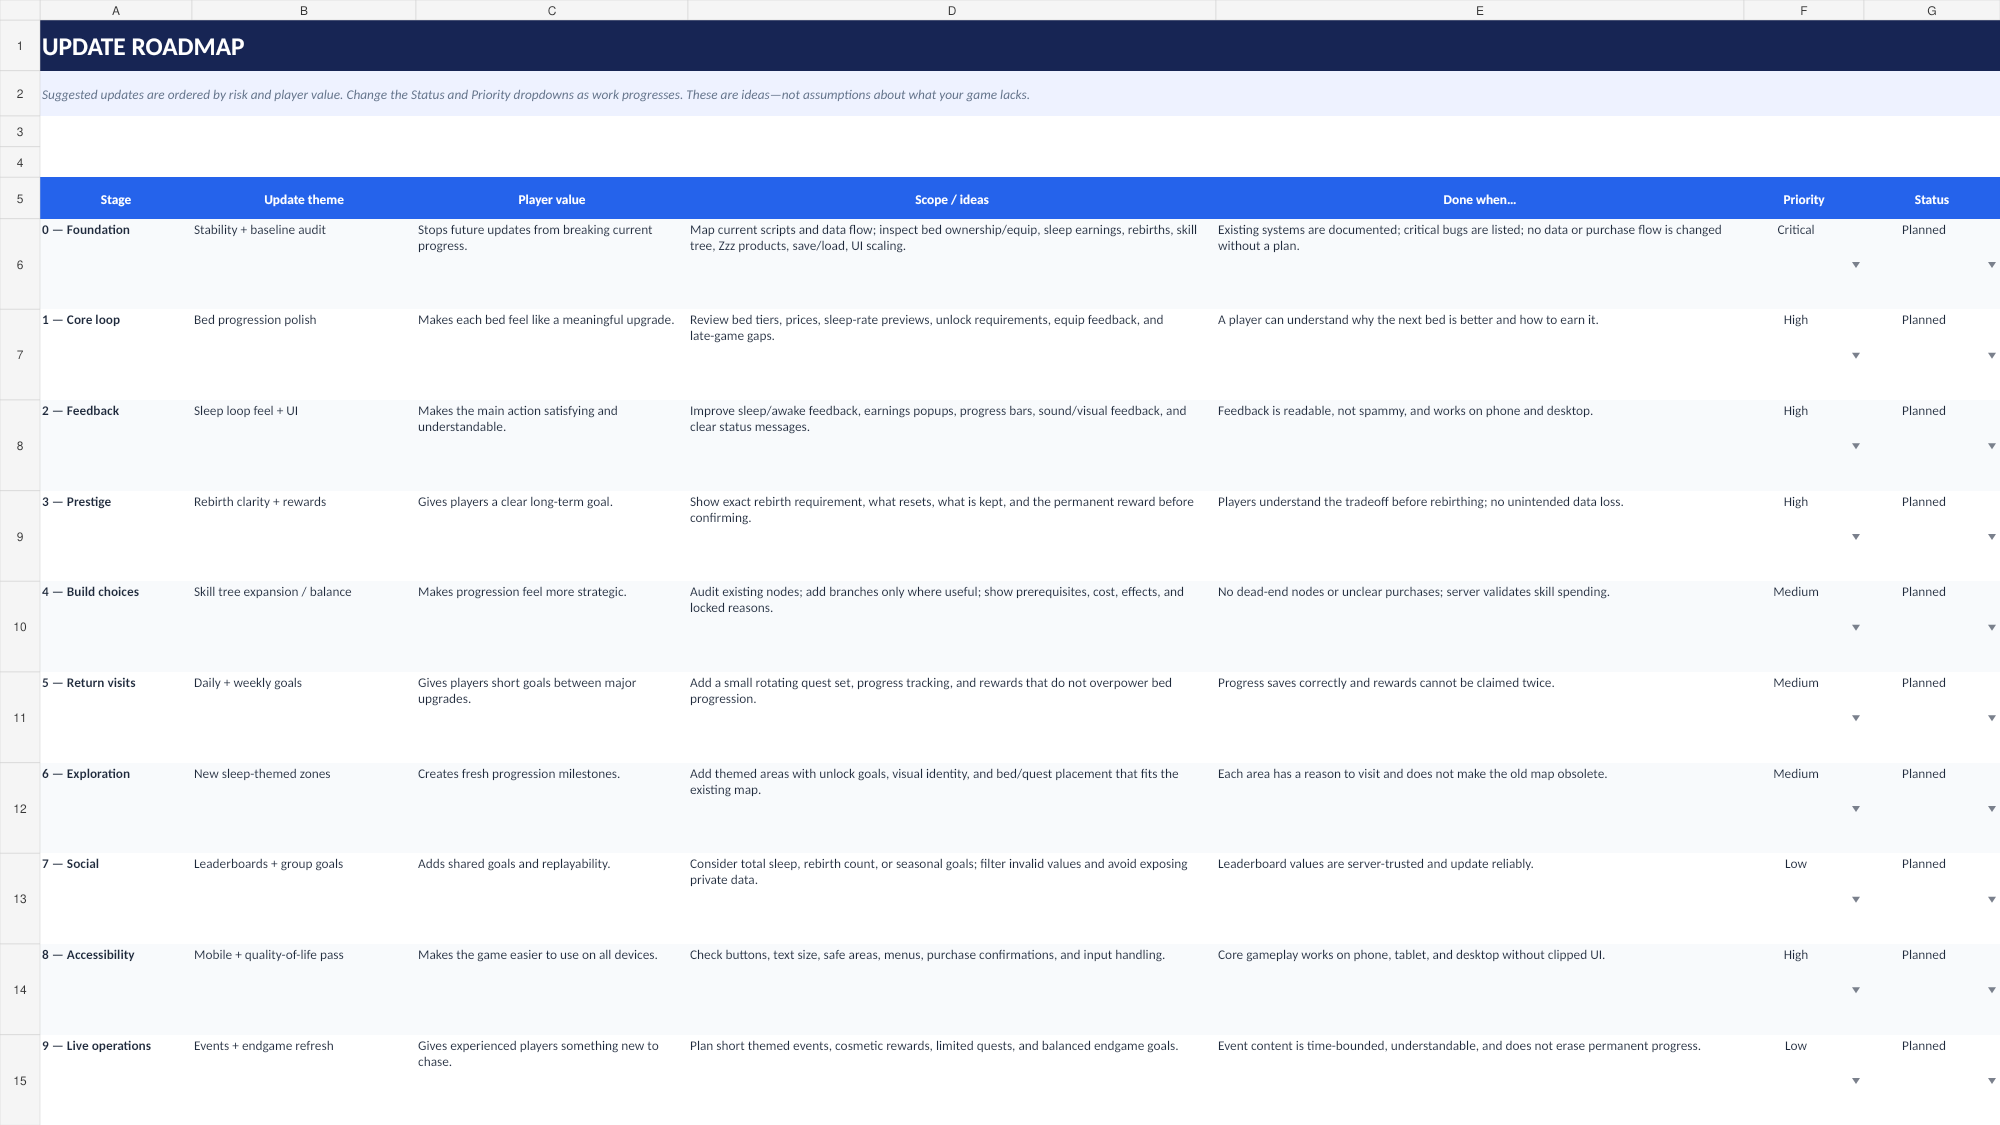 A B C D E F G
1 UPDATE ROADMAP
2 Suggested updates are ordered by risk and player value. Change the Status and Priority dropdowns as work progresses. These are ideas—not assumptions about what your game lacks.
3
4
5 Stage Update theme Player value Scope / ideas Done when... Priority Status
0 — Foundation Stability + baseline audit Stops future updates from breaking current Map current scripts and data flow; inspect bed ownership/equip, sleep earnings, rebirths, skill Existing systems are documented; critical bugs are listed; no data or purchase flow is changed Critical Planned
progress. tree, Zzz products, save/load, UI scaling. without a plan.
6
1 — Core loop Bed progression polish Makes each bed feel like a meaningful upgrade. Review bed tiers, prices, sleep-rate previews, unlock requirements, equip feedback, and A player can understand why the next bed is better and how to earn it. High Planned
late-game gaps.
7
2 — Feedback Sleep loop feel + UI Makes the main action satisfying and Improve sleep/awake feedback, earnings popups, progress bars, sound/visual feedback, and Feedback is readable, not spammy, and works on phone and desktop. High Planned
understandable. clear status messages.
8
3 — Prestige Rebirth clarity + rewards Gives players a clear long-term goal. Show exact rebirth requirement, what resets, what is kept, and the permanent reward before Players understand the tradeoff before rebirthing; no unintended data loss. High Planned
confirming.
9
4 — Build choices Skill tree expansion / balance Makes progression feel more strategic. Audit existing nodes; add branches only where useful; show prerequisites, cost, effects, and No dead-end nodes or unclear purchases; server validates skill spending. Medium Planned
locked reasons.
10
5 — Return visits Daily + weekly goals Gives players short goals between major Add a small rotating quest set, progress tracking, and rewards that do not overpower bed Progress saves correctly and rewards cannot be claimed twice. Medium Planned
upgrades. progression.
11
6 — Exploration New sleep-themed zones Creates fresh progression milestones. Add themed areas with unlock goals, visual identity, and bed/quest placement that fits the Each area has a reason to visit and does not make the old map obsolete. Medium Planned
existing map.
12
7 — Social Leaderboards + group goals Adds shared goals and replayability. Consider total sleep, rebirth count, or seasonal goals; filter invalid values and avoid exposing Leaderboard values are server-trusted and update reliably. Low Planned
private data.
13
8 — Accessibility Mobile + quality-of-life pass Makes the game easier to use on all devices. Check buttons, text size, safe areas, menus, purchase confirmations, and input handling. Core gameplay works on phone, tablet, and desktop without clipped UI. High Planned
14
9 — Live operations Events + endgame refresh Gives experienced players something new to Plan short themed events, cosmetic rewards, limited quests, and balanced endgame goals. Event content is time-bounded, understandable, and does not erase permanent progress. Low Planned
chase.
15